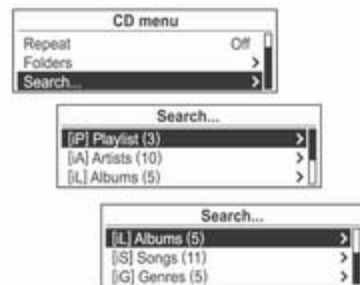 CD menu
Repeat Off
Folders >
Search... >
Search...
[iP] Playlist (3) >
[iA] Artists (10) >
[iL] Albums (5) >
Search...
[iL] Albums (5) >
[iS] Songs (11) >
[iG] Genres (5) >